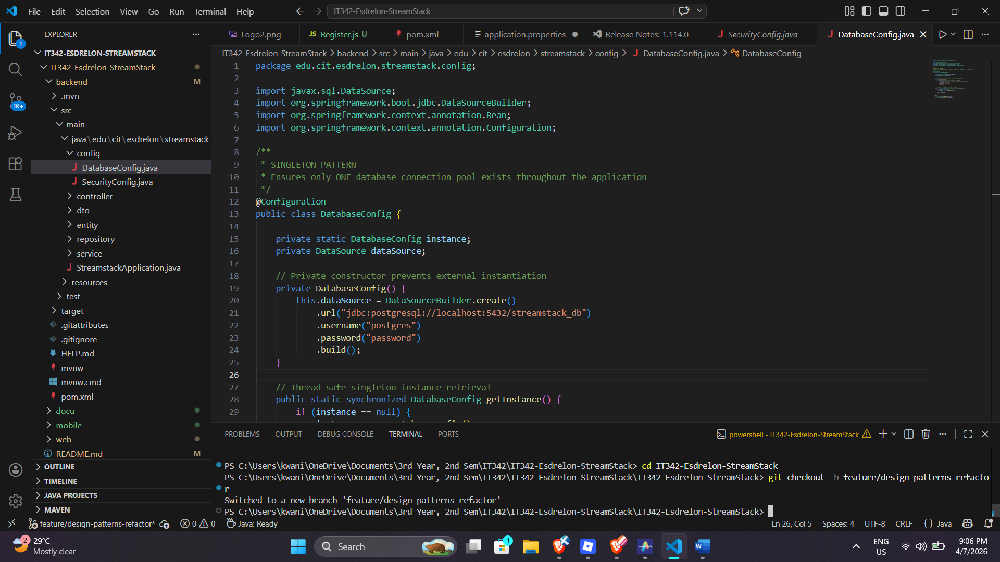 File Edit Selection View Go Run Terminal Help
IT342-Esdrelon-StreamStack
EXPLORER
IT342-ESDRELON-STREAMSTACK
IT342-Esdrelon-StreamStack
backend M
.mvn
src
main
java\edu\cit\esdrelon\streamstack
config
DatabaseConfig.java
SecurityConfig.java
controller
dto
entity
repository
service
StreamstackApplication.java
resources
test
target
.gitattributes
.gitignore
HELP.md
mvnw
mvnw.cmd
pom.xml
docu
mobile
web
README.md M
OUTLINE
TIMELINE
JAVA PROJECTS
MAVEN
1
1K+
Logo2.png
JS Register.js U
pom.xml
application.properties
Release Notes: 1.114.0
SecurityConfig.java
DatabaseConfig.java
IT342-Esdrelon-StreamStack > backend > src > main > java > edu > cit > esdrelon > streamstack > config > DatabaseConfig.java > DatabaseConfig
1 package edu.cit.esdrelon.streamstack.config;
2
3 import javax.sql.DataSource;
4 import org.springframework.boot.jdbc.DataSourceBuilder;
5 import org.springframework.context.annotation.Bean;
6 import org.springframework.context.annotation.Configuration;
7
8 /**
9 * SINGLETON PATTERN
10 * Ensures only ONE database connection pool exists throughout the application
11 */
12 @Configuration
13 public class DatabaseConfig {
14
15 private static DatabaseConfig instance;
16 private DataSource dataSource;
17
18 // Private constructor prevents external instantiation
19 private DatabaseConfig() {
20 this.dataSource = DataSourceBuilder.create()
21 .url("jdbc:postgresql://localhost:5432/streamstack_db")
22 .username("postgres")
23 .password("password")
24 .build();
25 }
26
27 // Thread-safe singleton instance retrieval
28 public static synchronized DatabaseConfig getInstance() {
29 if (instance == null) {
PROBLEMS OUTPUT DEBUG CONSOLE TERMINAL PORTS
powershell - IT342-Esdrelon-StreamStack
PS C:\Users\kwani\OneDrive\Documents\3rd Year, 2nd Sem\IT342\IT342-Esdrelon-StreamStack> cd IT342-Esdrelon-StreamStack
PS C:\Users\kwani\OneDrive\Documents\3rd Year, 2nd Sem\IT342\IT342-Esdrelon-StreamStack\IT342-Esdrelon-StreamStack> git checkout -b feature/design-patterns-refacto
r
Switched to a new branch 'feature/design-patterns-refactor'
PS C:\Users\kwani\OneDrive\Documents\3rd Year, 2nd Sem\IT342\IT342-Esdrelon-StreamStack\IT342-Esdrelon-StreamStack>
feature/design-patterns-refactor* 0 0 Java: Ready
Ln 26, Col 5 Spaces: 4 UTF-8 CRLF {} Java
2
29°C
Mostly clear
Search
1
W
ENG
US
9:06 PM
4/7/2026